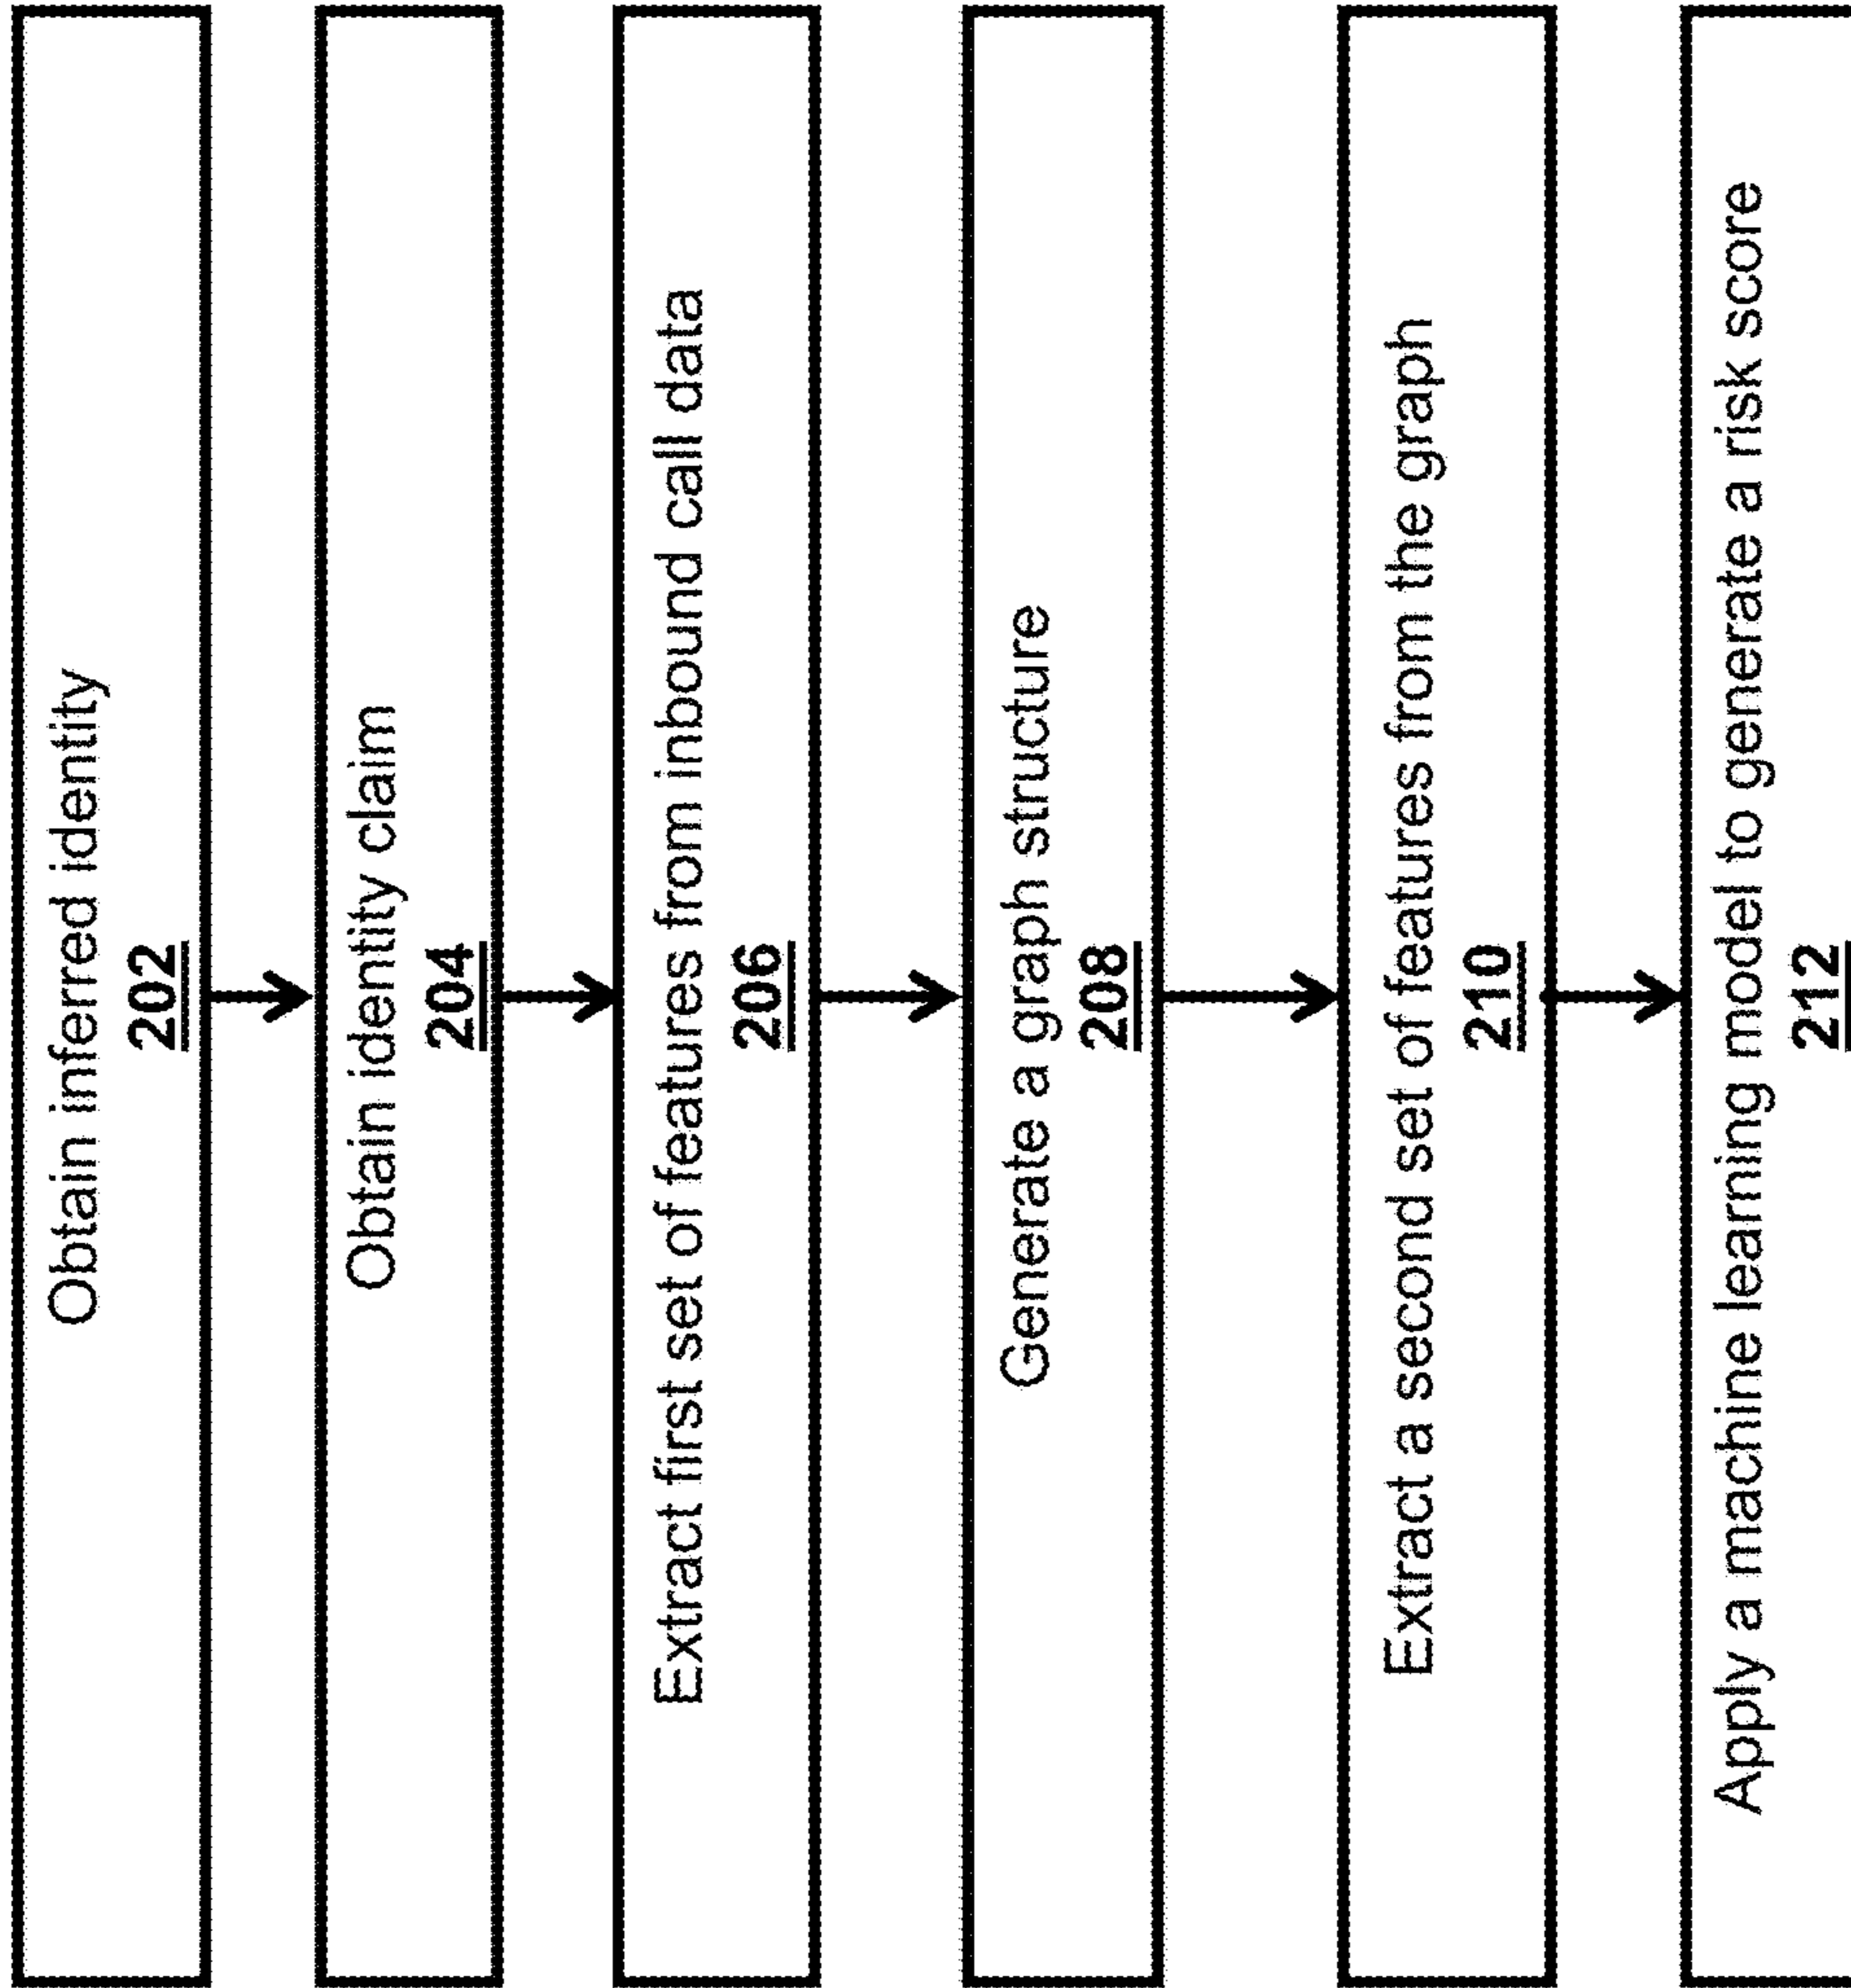 Obtain inferred identity
202
Obtain identity claim
204
Extract first set of features from inbound call data
206
Generate a graph structure
208
Extract a second set of features from the graph
210
Apply a machine learning model to generate a risk score
212